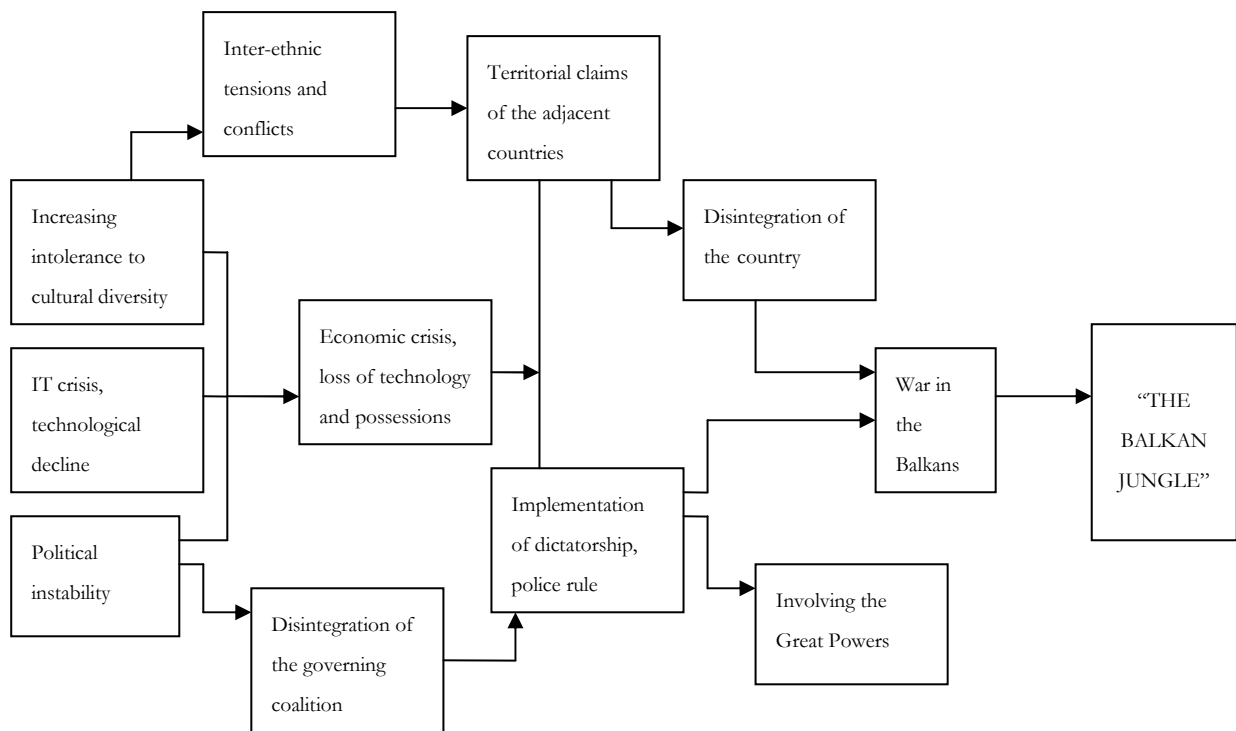 Inter-ethnic
tensions and
conflicts
Territorial claims
of the adjacent
countries
Increasing
intolerance to
cultural diversity
Disintegration of
the country
Economic crisis,
loss of technology
and possessions
IT crisis,
technological
decline
War in
the
Balkans
“THE
BALKAN
JUNGLE”
Implementation
of dictatorship,
police rule
Political
instability
Involving the
Great Powers
Disintegration of
the governing
coalition